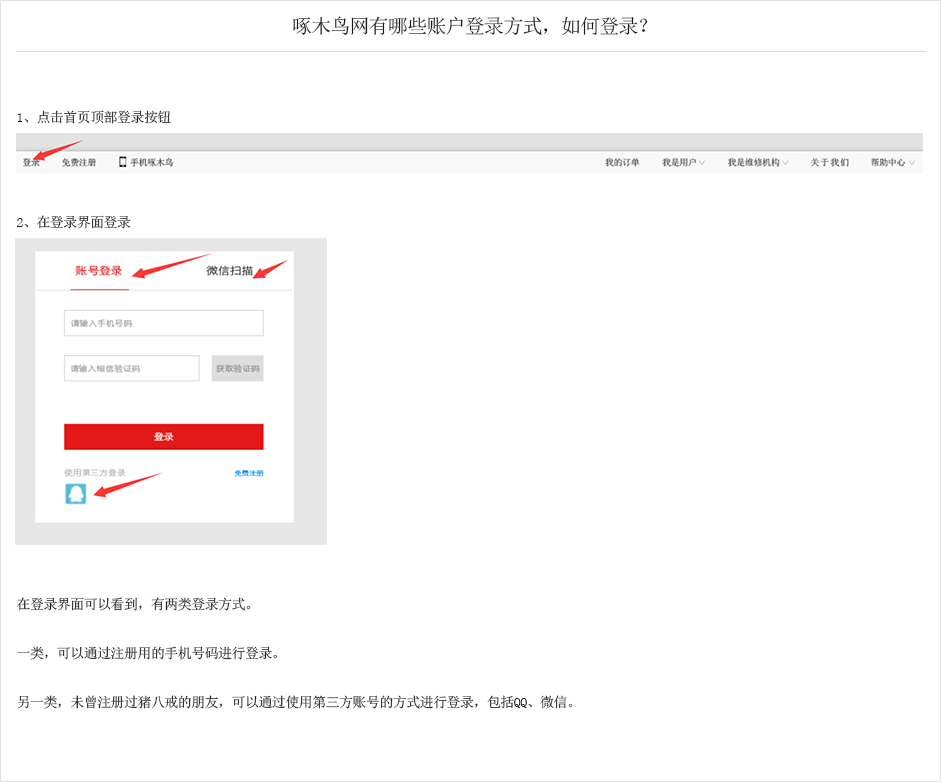 啄木鸟网有哪些账户登录方式，如何登录？
1、点击首页顶部登录按钮
登录 免费注册 手机啄木鸟 我的订单 我是用户 我是维修机构 关于我们 帮助中心
2、在登录界面登录
账号登录 微信扫描
请输入手机号码
请输入短信验证码 获取验证码
登录
使用第三方登录 免费注册
在登录界面可以看到，有两类登录方式。
一类，可以通过注册用的手机号码进行登录。
另一类，未曾注册过猪八戒的朋友，可以通过使用第三方账号的方式进行登录，包括QQ、微信。